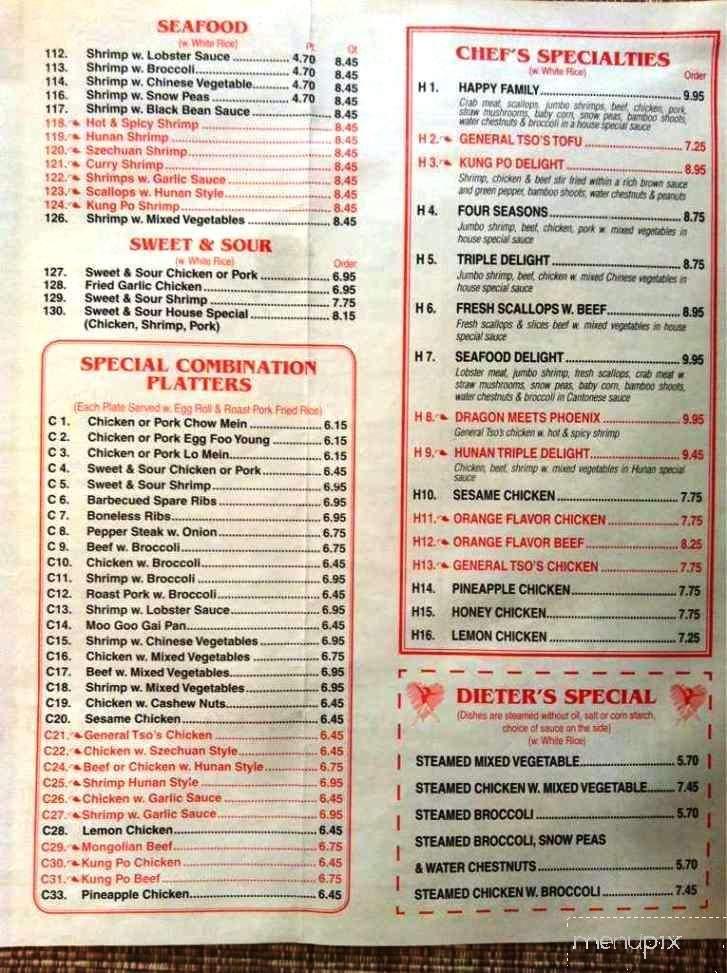 SEAFOOD
(w. White Rice)
Pt. Qt
112. Shrimp w. Lobster Sauce 4.70 8.45
113. Shrimp w. Broccoli 4.70 8.45
114. Shrimp w. Chinese Vegetable 4.70 8.45
116. Shrimp w. Snow Peas 4.70 8.45
117. Shrimp w. Black Bean Sauce 8.45
118. Hot & Spicy Shrimp 8.45
119. Hunan Shrimp 8.45
120. Szechuan Shrimp 8.45
121. Curry Shrimp 8.45
122. Shrimps w. Garlic Sauce 8.45
123. Scallops w. Hunan Style 8.45
124. Kung Po Shrimp 8.45
126. Shrimp w. Mixed Vegetables 8.45
SWEET & SOUR
(w. White Rice)
Order
127. Sweet & Sour Chicken or Pork 6.95
128. Fried Garlic Chicken 6.95
129. Sweet & Sour Shrimp 7.75
130. Sweet & Sour House Special 8.15
(Chicken, Shrimp, Pork)
SPECIAL COMBINATION
PLATTERS
(Each Plate Served w. Egg Roll & Roast Pork Fried Rice)
C 1. Chicken or Pork Chow Mein 6.15
C 2. Chicken or Pork Egg Foo Young 6.15
C 3. Chicken or Pork Lo Mein 6.15
C 4. Sweet & Sour Chicken or Pork 6.45
C 5. Sweet & Sour Shrimp 6.95
C 6. Barbecued Spare Ribs 6.95
C 7. Boneless Ribs 6.95
C 8. Pepper Steak w. Onion 6.75
C 9. Beef w. Broccoli 6.75
C10. Chicken w. Broccoli 6.45
C11. Shrimp w. Broccoli 6.95
C12. Roast Pork w. Broccoli 6.45
C13. Shrimp w. Lobster Sauce 6.95
C14. Moo Goo Gai Pan 6.45
C15. Shrimp w. Chinese Vegetables 6.95
C16. Chicken w. Mixed Vegetables 6.75
C17. Beef w. Mixed Vegetables 6.95
C18. Shrimp w. Mixed Vegetables 6.95
C19. Chicken w. Cashew Nuts 6.45
C20. Sesame Chicken 6.45
C21. General Tso's Chicken 6.45
C22. Chicken w. Szechuan Style 6.45
C24. Beef or Chicken w. Hunan Style 6.75
C25. Shrimp Hunan Style 6.95
C26. Chicken w. Garlic Sauce 6.45
C27. Shrimp w. Garlic Sauce 6.95
C28. Lemon Chicken 6.45
C29. Mongolian Beef 6.75
C30. Kung Po Chicken 6.45
C31. Kung Po Beef 6.75
C33. Pineapple Chicken 6.45
CHEF'S SPECIALTIES
(w. White Rice)
Order
H 1. HAPPY FAMILY 9.95
Crab meat, scallops, jumbo shrimps, beef, chicken, pork,
straw mushrooms, baby corn, snow peas, bamboo shoots,
water chestnuts & broccoli in a house special sauce
H 2. GENERAL TSO'S TOFU 7.25
H 3. KUNG PO DELIGHT 8.95
Shrimp, chicken & beef stir fried within a rich brown sauce
and green pepper, bamboo shoots, water chestnuts & peanuts
H 4. FOUR SEASONS 8.75
Jumbo shrimp, beef, chicken, pork w. mixed vegetables in
house special sauce
H 5. TRIPLE DELIGHT 8.75
Jumbo shrimp, beef, chicken w. mixed Chinese vegetables in
house special sauce
H 6. FRESH SCALLOPS W. BEEF 8.95
Fresh scallops & slices beef w. mixed vegetables in house
special sauce
H 7. SEAFOOD DELIGHT 9.95
Lobster meat, jumbo shrimp, fresh scallops, crab meat w.
straw mushrooms, snow peas, baby corn, bamboo shoots,
water chestnuts & broccoli in Cantonese sauce
H 8. DRAGON MEETS PHOENIX 9.95
General Tso's chicken w. hot & spicy shrimp
H 9. HUNAN TRIPLE DELIGHT 9.45
Chicken, beef, shrimp w. mixed vegetables in Hunan special
sauce
H10. SESAME CHICKEN 7.75
H11. ORANGE FLAVOR CHICKEN 7.75
H12. ORANGE FLAVOR BEEF 8.25
H13. GENERAL TSO'S CHICKEN 7.75
H14. PINEAPPLE CHICKEN 7.75
H15. HONEY CHICKEN 7.75
H16. LEMON CHICKEN 7.25
DIETER'S SPECIAL
(Dishes are steamed without oil, salt or corn starch,
choice of sauce on the side)
(w. White Rice)
STEAMED MIXED VEGETABLE 5.70
STEAMED CHICKEN W. MIXED VEGETABLE 7.45
STEAMED BROCCOLI 5.70
STEAMED BROCCOLI, SNOW PEAS
& WATER CHESTNUTS 5.70
STEAMED CHICKEN W. BROCCOLI 7.45
menupix